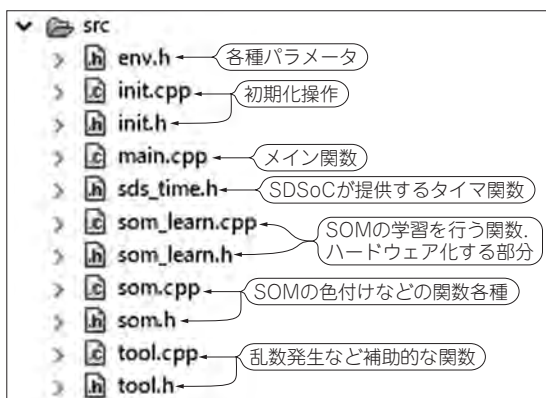 src
env.h 各種パラメータ
init.cpp 初期化操作
init.h
main.cpp メイン関数
sds_time.h SDSoCが提供するタイマ関数
som_learn.cpp SOMの学習を行う関数.
som_learn.h ハードウェア化する部分
som.cpp SOMの色付けなどの関数各種
som.h
tool.cpp 乱数発生など補助的な関数
tool.h